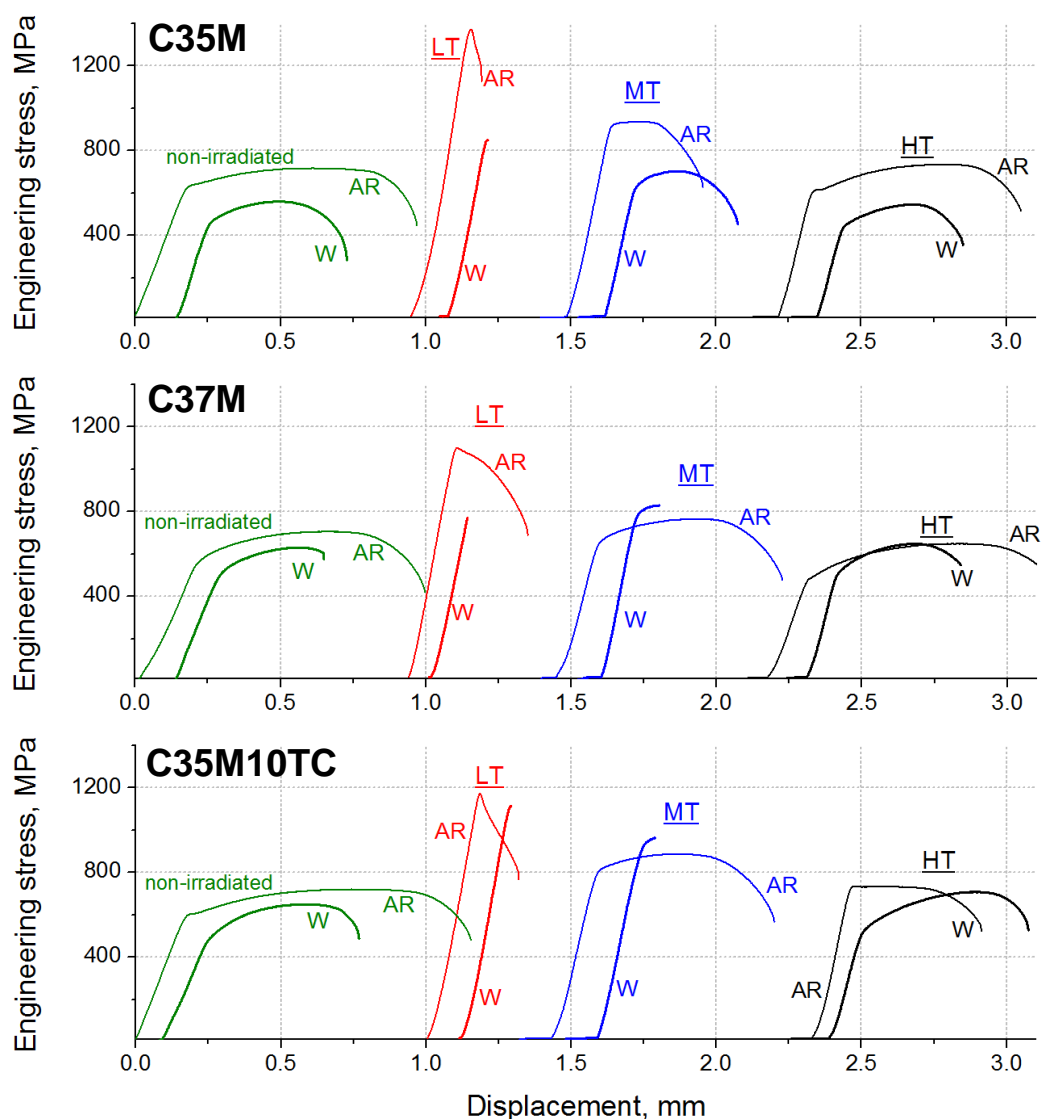 C35M
Engineering stress, MPa
1200
800
400
non-irradiated
AR
W
LT
AR
W
MT
AR
W
HT
AR
W
0.0 0.5 1.0 1.5 2.0 2.5 3.0
C37M
Engineering stress, MPa
1200
800
400
non-irradiated
AR
W
LT
AR
W
MT
AR
W
HT
AR
W
0.0 0.5 1.0 1.5 2.0 2.5 3.0
C35M10TC
Engineering stress, MPa
1200
800
400
non-irradiated
AR
W
LT
AR
W
MT
AR
W
HT
W
AR
0.0 0.5 1.0 1.5 2.0 2.5 3.0
Displacement, mm